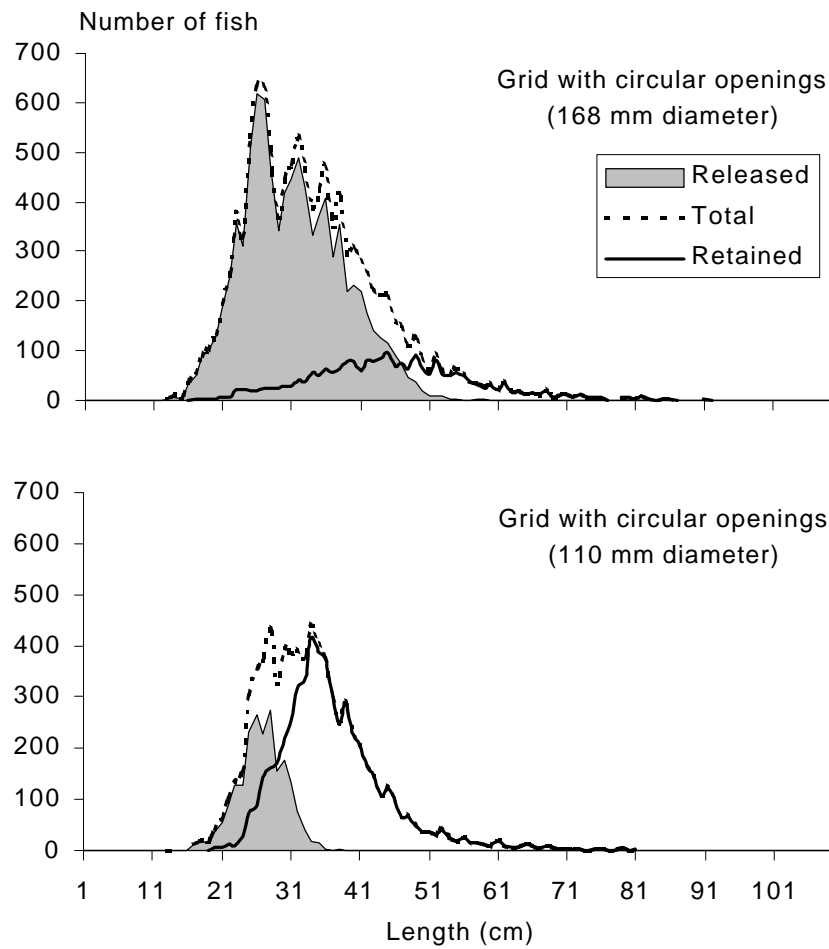 Number of fish
700
600
500
400
300
200
100
0
Grid with circular openings
(168 mm diameter)
Released
Total
Retained
700
600
500
400
300
200
100
0
Grid with circular openings
(110 mm diameter)
1 11 21 31 41 51 61 71 81 91 101
Length (cm)